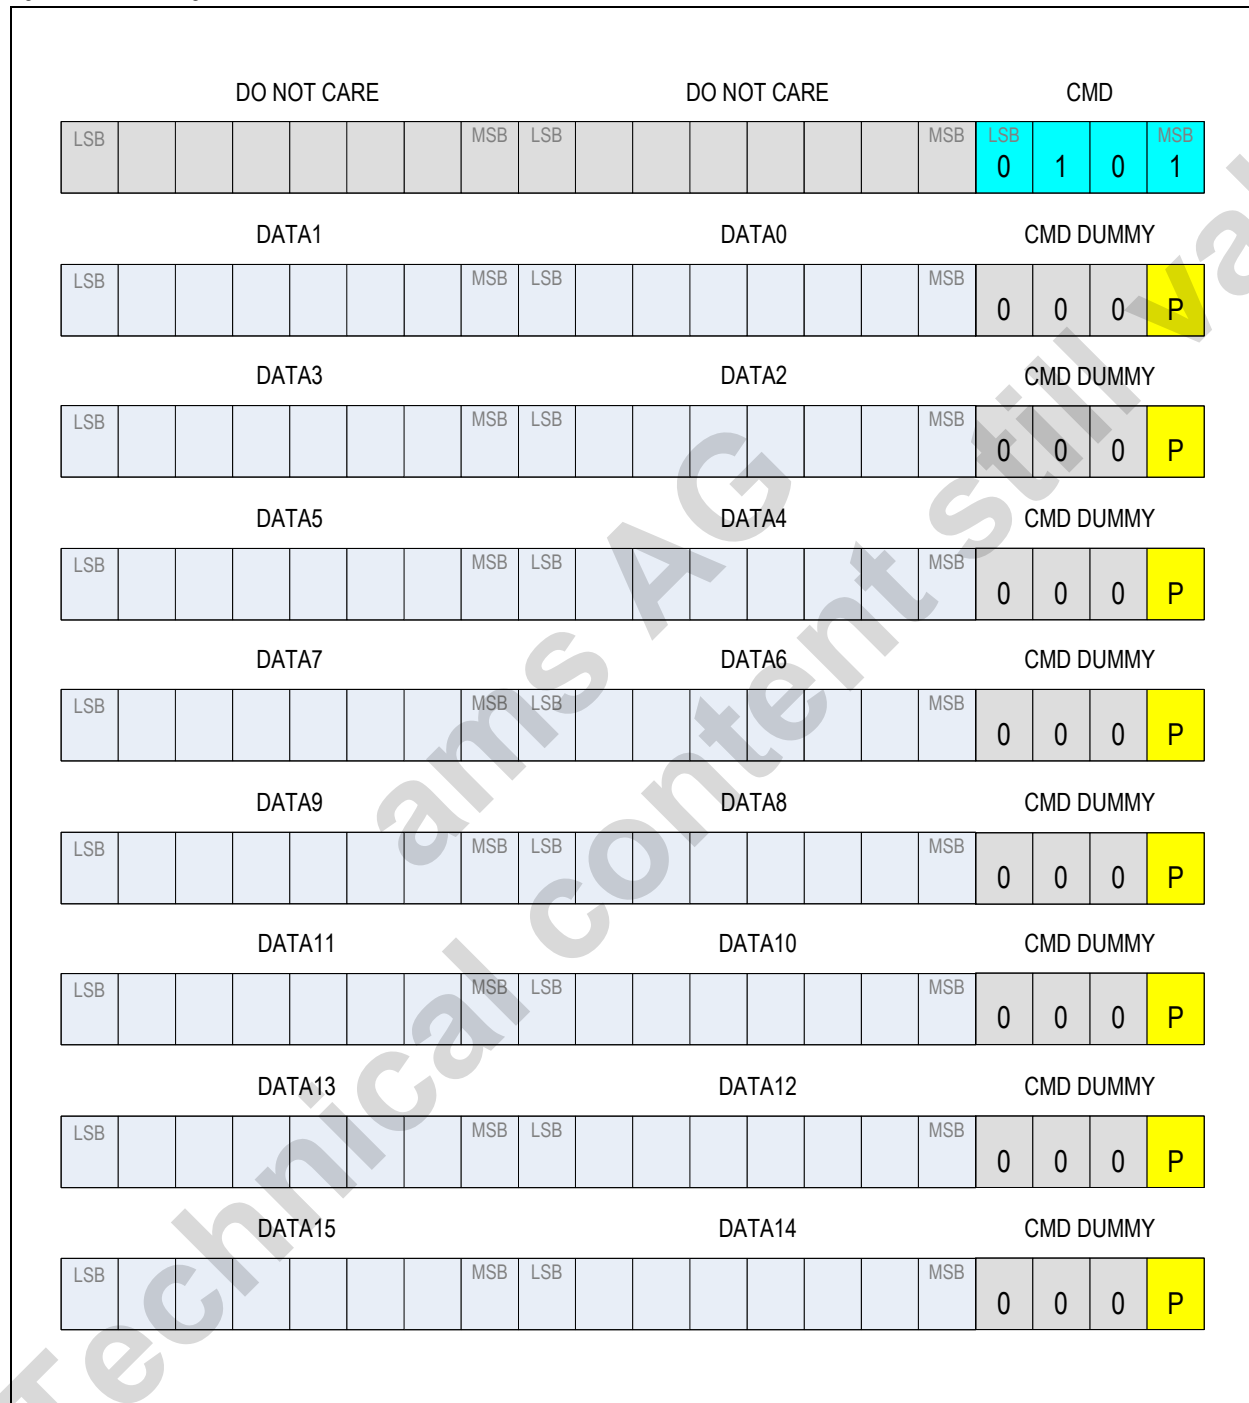 DO NOT CARE DO NOT CARE CMD
LSB MSB LSB MSB LSB MSB
0 1 0 1
DATA1 DATA0 CMD DUMMY
LSB MSB LSB MSB
0 0 0 P
DATA3 DATA2 CMD DUMMY
LSB MSB LSB MSB
0 0 0 P
DATA5 DATA4 CMD DUMMY
LSB MSB LSB MSB
0 0 0 P
DATA7 DATA6 CMD DUMMY
LSB MSB LSB MSB
0 0 0 P
DATA9 DATA8 CMD DUMMY
LSB MSB LSB MSB
0 0 0 P
DATA11 DATA10 CMD DUMMY
LSB MSB LSB MSB
0 0 0 P
DATA13 DATA12 CMD DUMMY
LSB MSB LSB MSB
0 0 0 P
DATA15 DATA14 CMD DUMMY
LSB MSB LSB MSB
0 0 0 P
ams AG
Technical content still